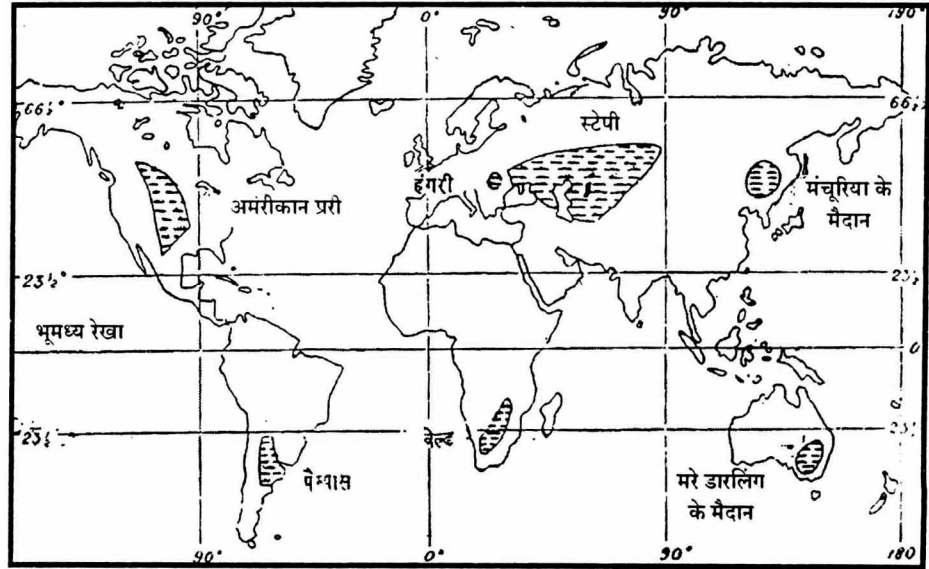 90° 0° 90° 180°
66½° 66½°
स्टेपी
हंगरी
अमरीकान प्ररी
मंचूरिया के
मैदान
23½°
भूमध्य रेखा
0
23½°
वेल्ड
पैम्पास
मरे डारलिंग
के मैदान
90° 0° 90° 180